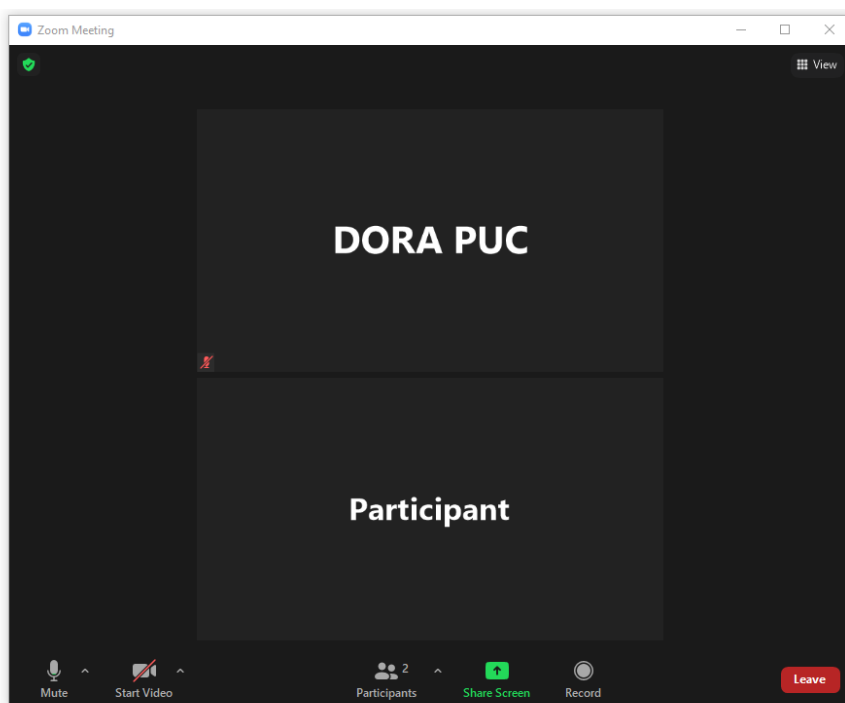 Zoom Meeting
View
DORA PUC
Participant
2
Mute
Start Video
Participants
Share Screen
Record
Leave